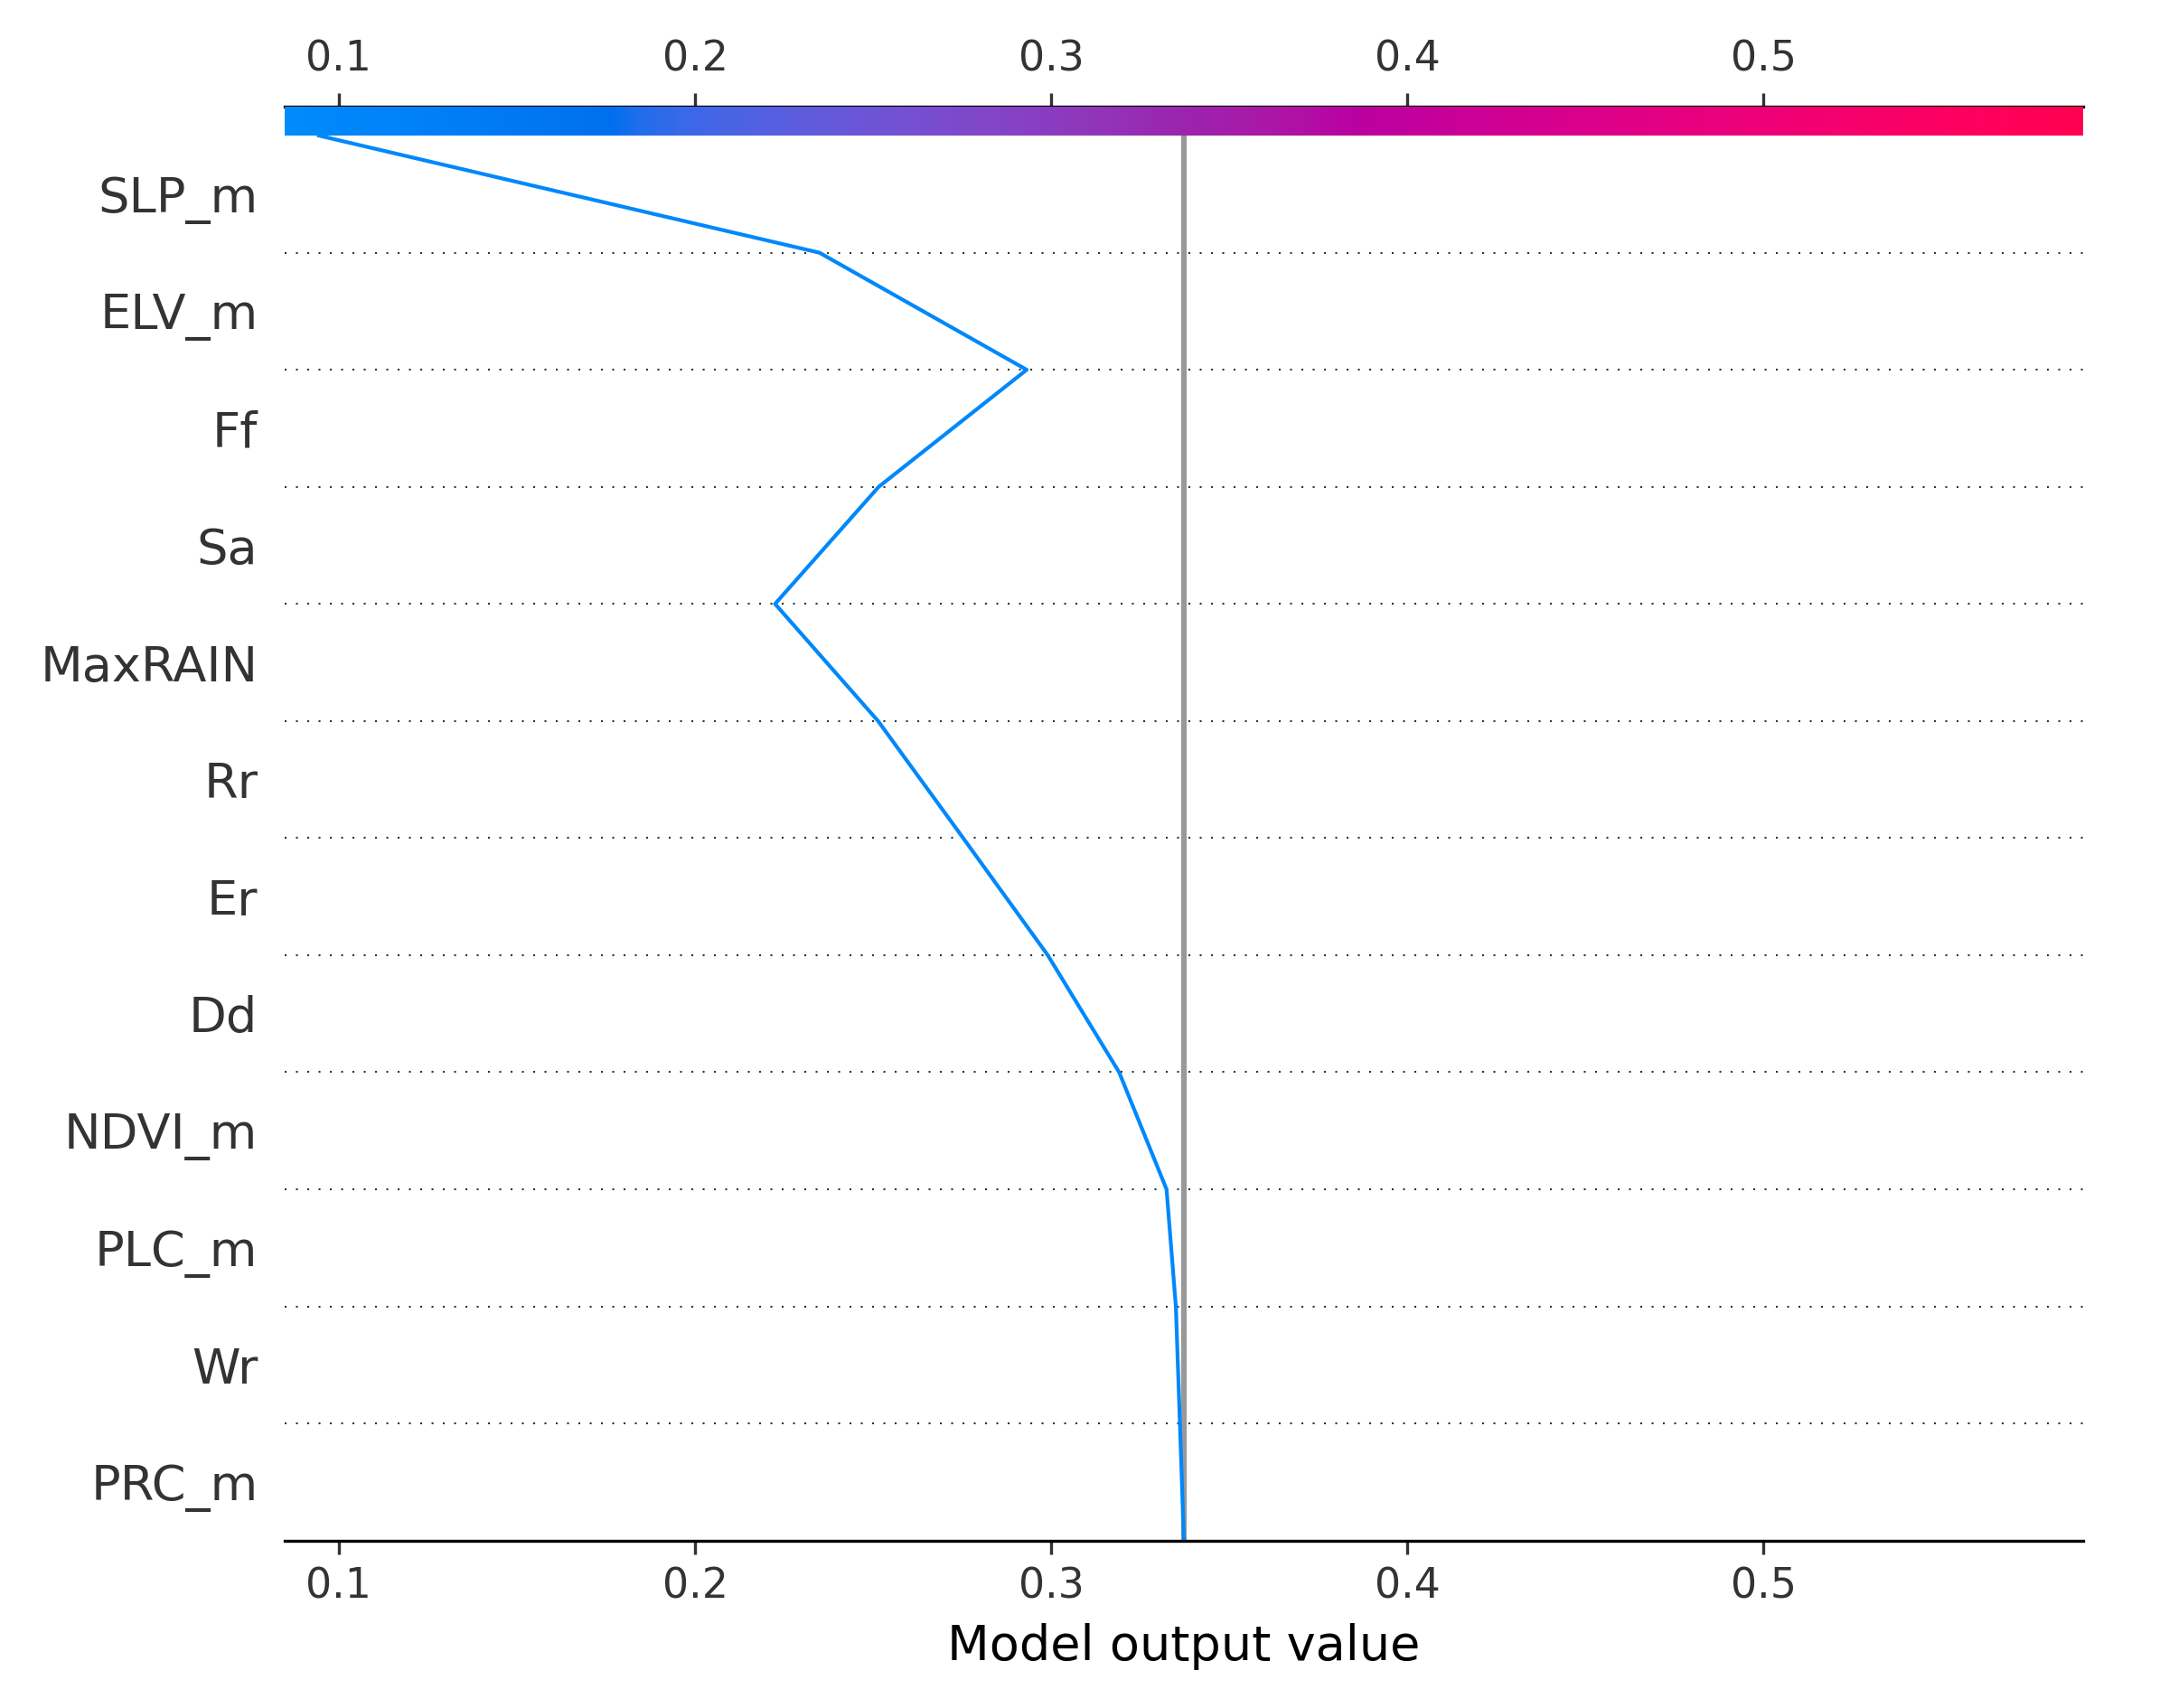 0.1 0.2 0.3 0.4 0.5
SLP_m
ELV_m
Ff
Sa
MaxRAIN
Rr
Er
Dd
NDVI_m
PLC_m
Wr
PRC_m
0.1 0.2 0.3 0.4 0.5
Model output value